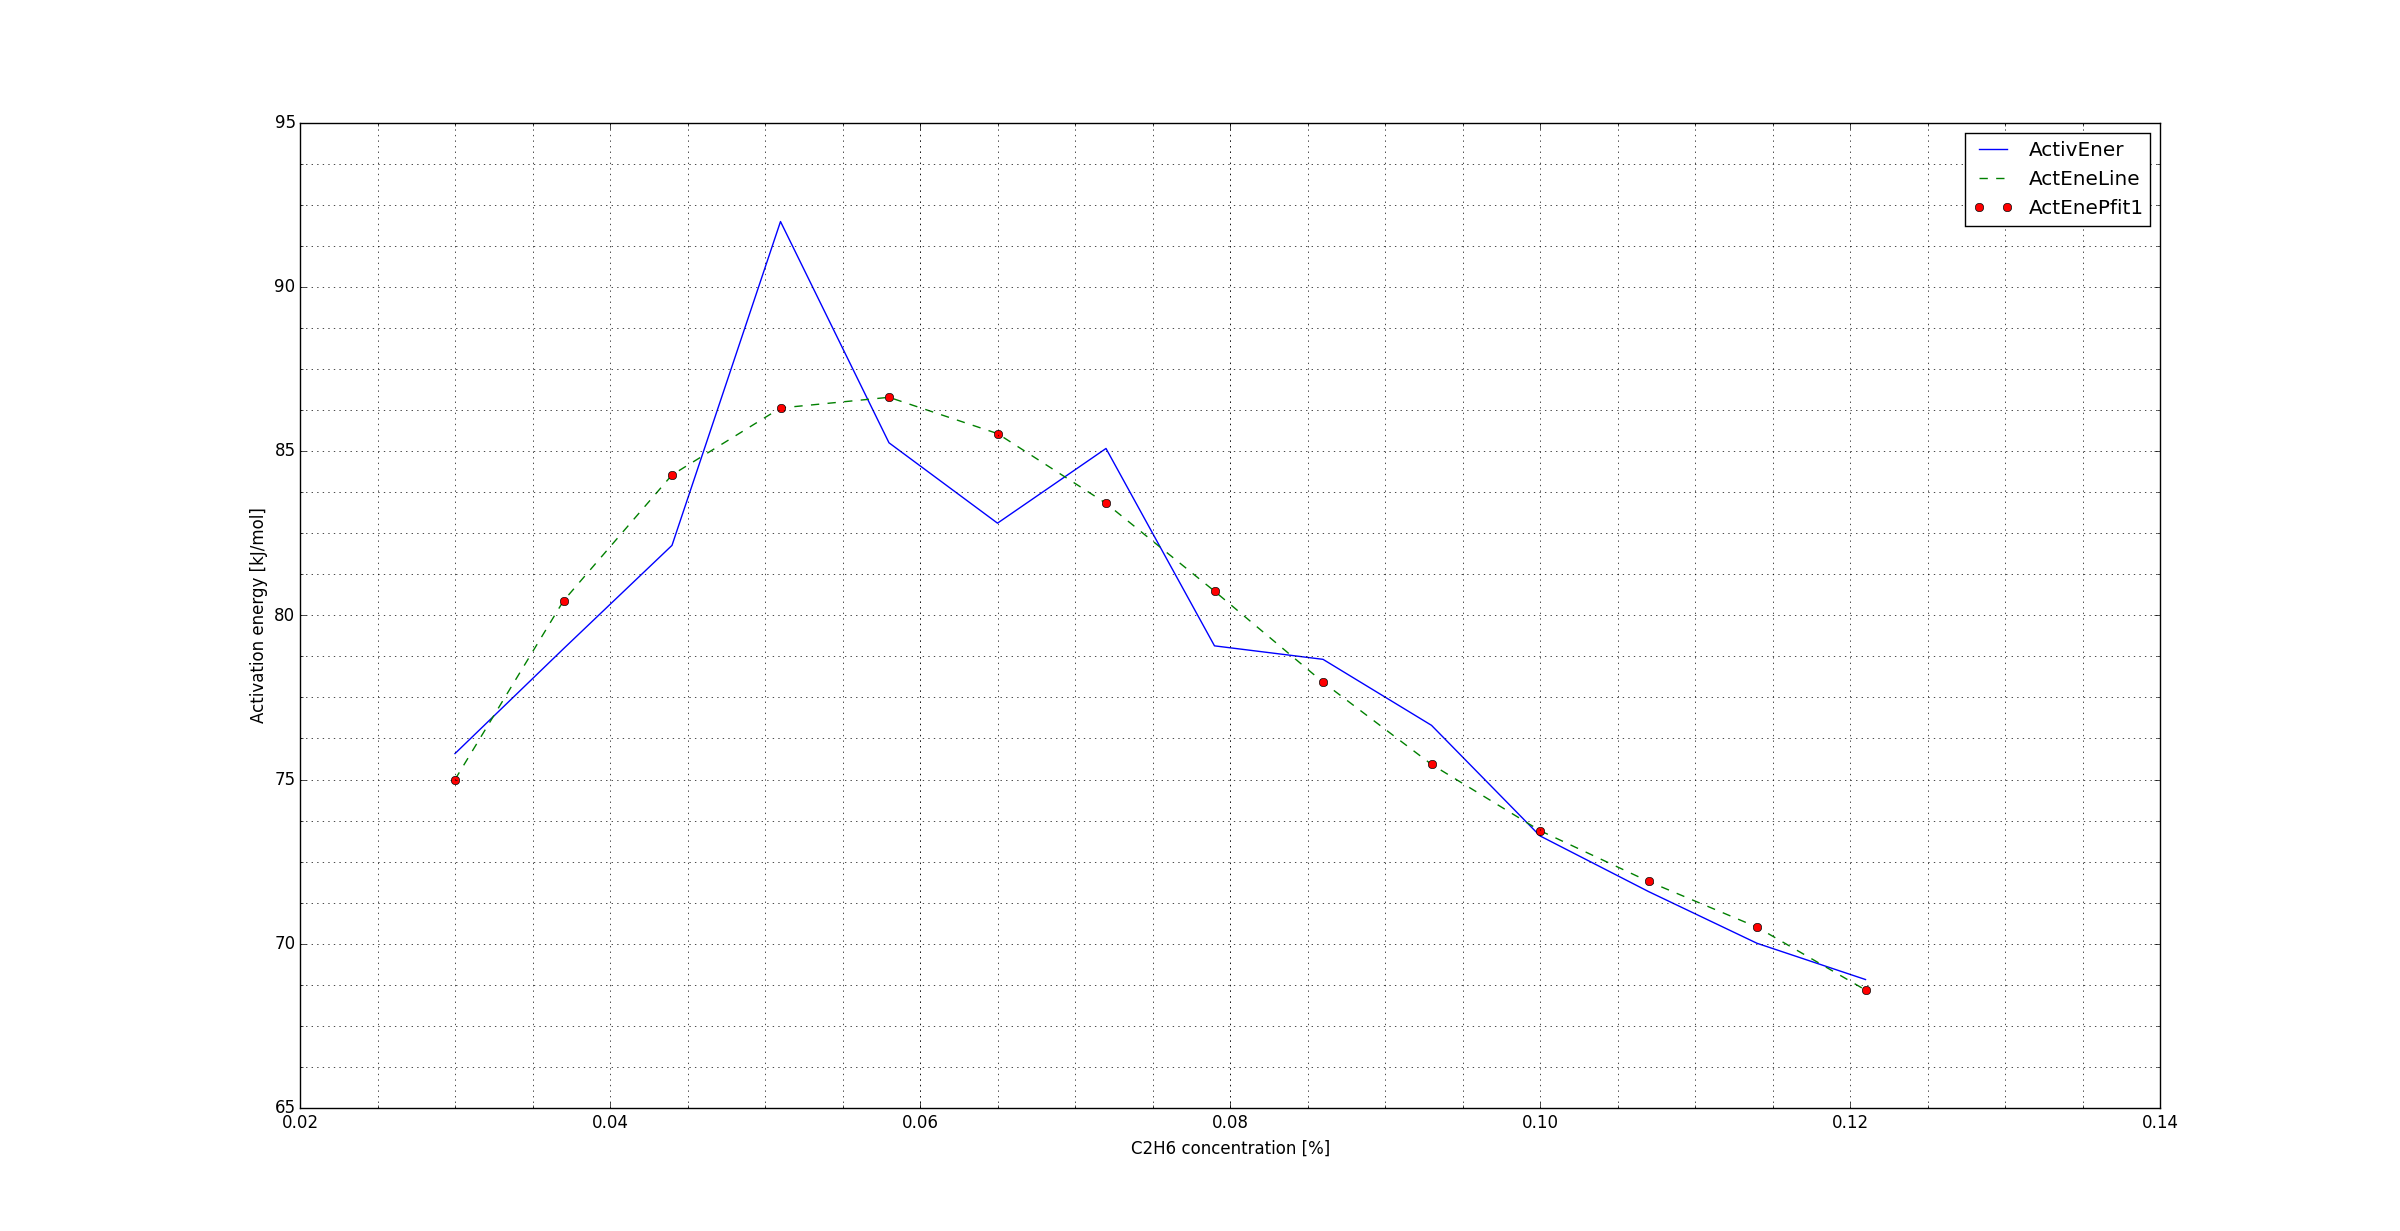 95
90
85
80
75
70
65
Activation energy [kJ/mol]
ActivEner
ActEneLine
ActEnePfit1
0.02 0.04 0.06 0.08 0.10 0.12 0.14
C2H6 concentration [%]